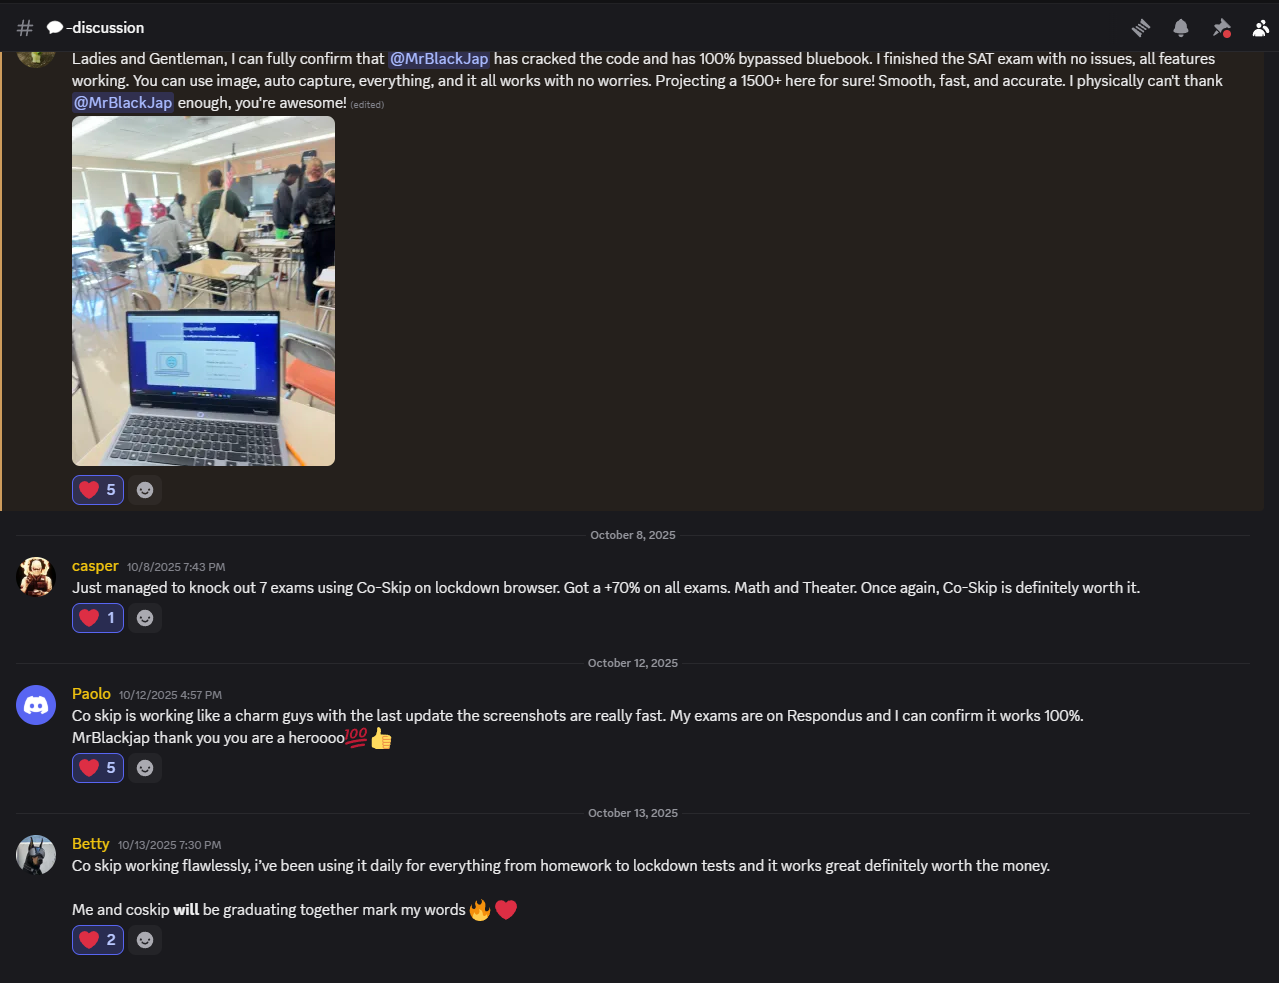 -discussion
Ladies and Gentleman, I can fully confirm that @MrBlackJap has cracked the code and has 100% bypassed bluebook. I finished the SAT exam with no issues, all features
working. You can use image, auto capture, everything, and it all works with no worries. Projecting a 1500+ here for sure! Smooth, fast, and accurate. I physically can't thank
@MrBlackJap enough, you're awesome! (edited)
Congratulations!
5
October 8, 2025
casper 10/8/2025 7:43 PM
Just managed to knock out 7 exams using Co-Skip on lockdown browser. Got a +70% on all exams. Math and Theater. Once again, Co-Skip is definitely worth it.
1
October 12, 2025
Paolo 10/12/2025 4:57 PM
Co skip is working like a charm guys with the last update the screenshots are really fast. My exams are on Respondus and I can confirm it works 100%.
MrBlackjap thank you you are a heroooo💯👍
5
October 13, 2025
Betty 10/13/2025 7:30 PM
Co skip working flawlessly, i've been using it daily for everything from homework to lockdown tests and it works great definitely worth the money.
Me and coskip will be graduating together mark my words🔥❤️
2